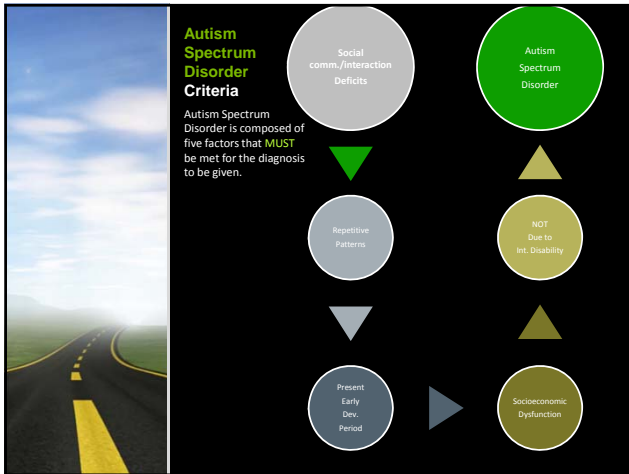 Autism
Spectrum
Disorder
Criteria
Autism Spectrum
Disorder is composed of
five factors that MUST
be met for the diagnosis
to be given.
Social
comm./interaction
Deficits
Repetitive
Patterns
Present
Early
Dev.
Period
Socioeconomic
Dysfunction
NOT
Due to
Int. Disability
Autism
Spectrum
Disorder